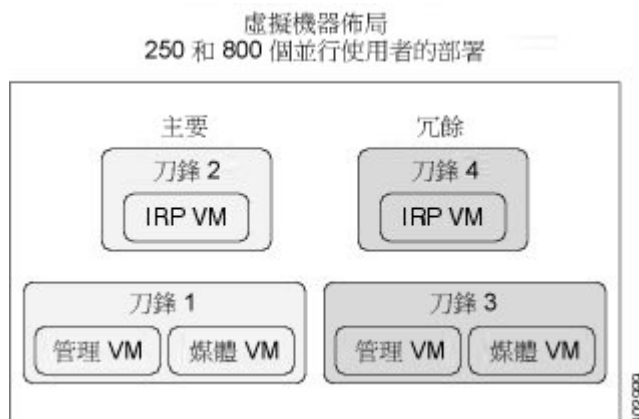 虛擬機器佈局
250 和 800 個並行使用者的部署
主要
冗餘
刀鋒 2
IRP VM
刀鋒 4
IRP VM
刀鋒 1
管理 VM
媒體 VM
刀鋒 3
管理 VM
媒體 VM